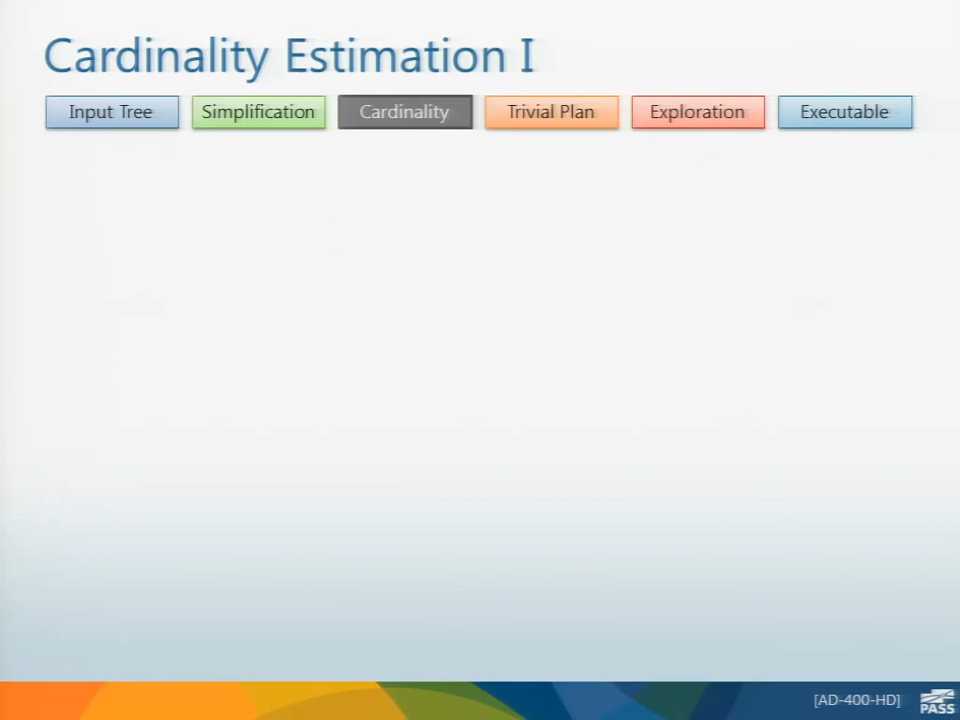 Cardinality Estimation I
Input Tree Simplification Cardinality Trivial Plan Exploration Executable
[AD-400-HD] PASS